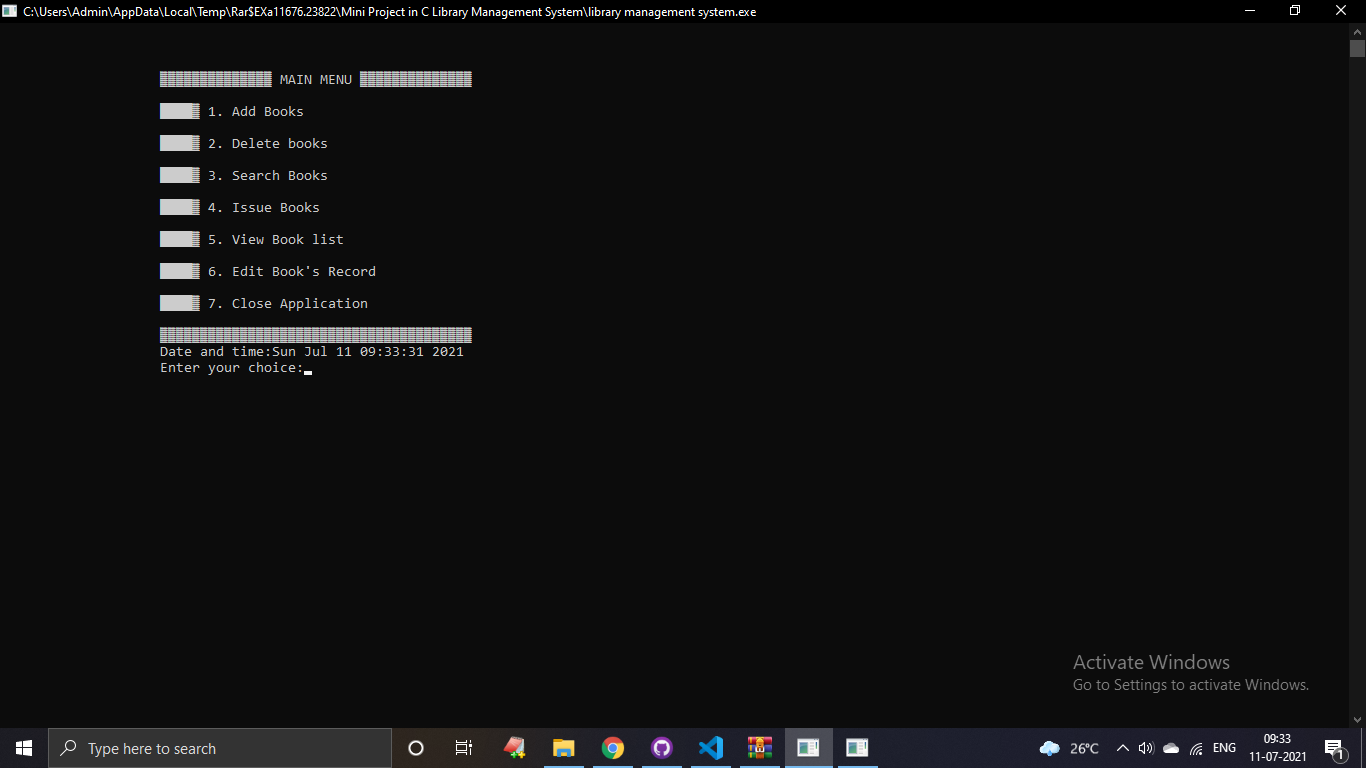 C:\Users\Admin\AppData\Local\Temp\Rar$EXa11676.23822\Mini Project in C Library Management System\library management system.exe
MAIN MENU
1. Add Books
2. Delete books
3. Search Books
4. Issue Books
5. View Book list
6. Edit Book's Record
7. Close Application
Date and time:Sun Jul 11 09:33:31 2021
Enter your choice:
Activate Windows
Go to Settings to activate Windows.
Type here to search
26°C
ENG
09:33
11-07-2021
1